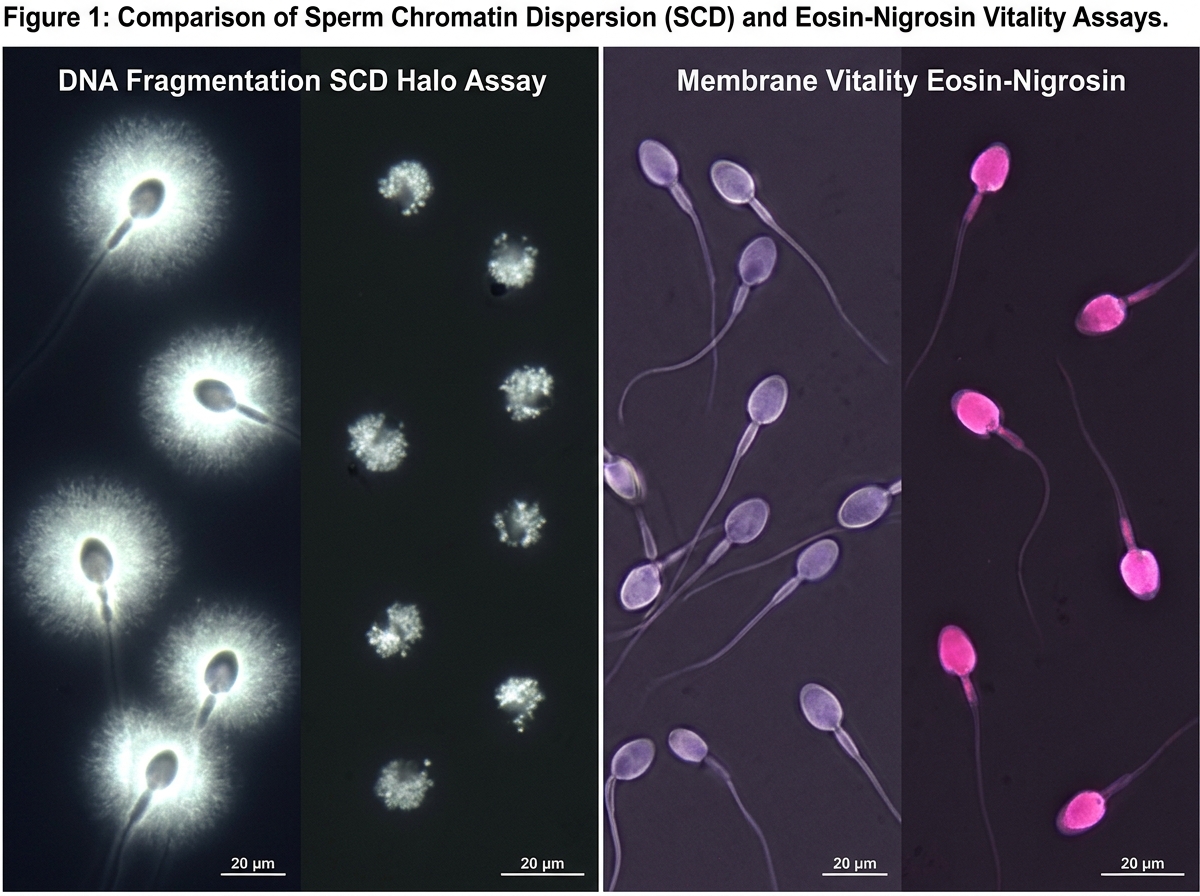 Figure 1: Comparison of Sperm Chromatin Dispersion (SCD) and Eosin-Nigrosin Vitality Assays.
DNA Fragmentation SCD Halo Assay
Membrane Vitality Eosin-Nigrosin
20 µm
20 µm
20 µm
20 µm